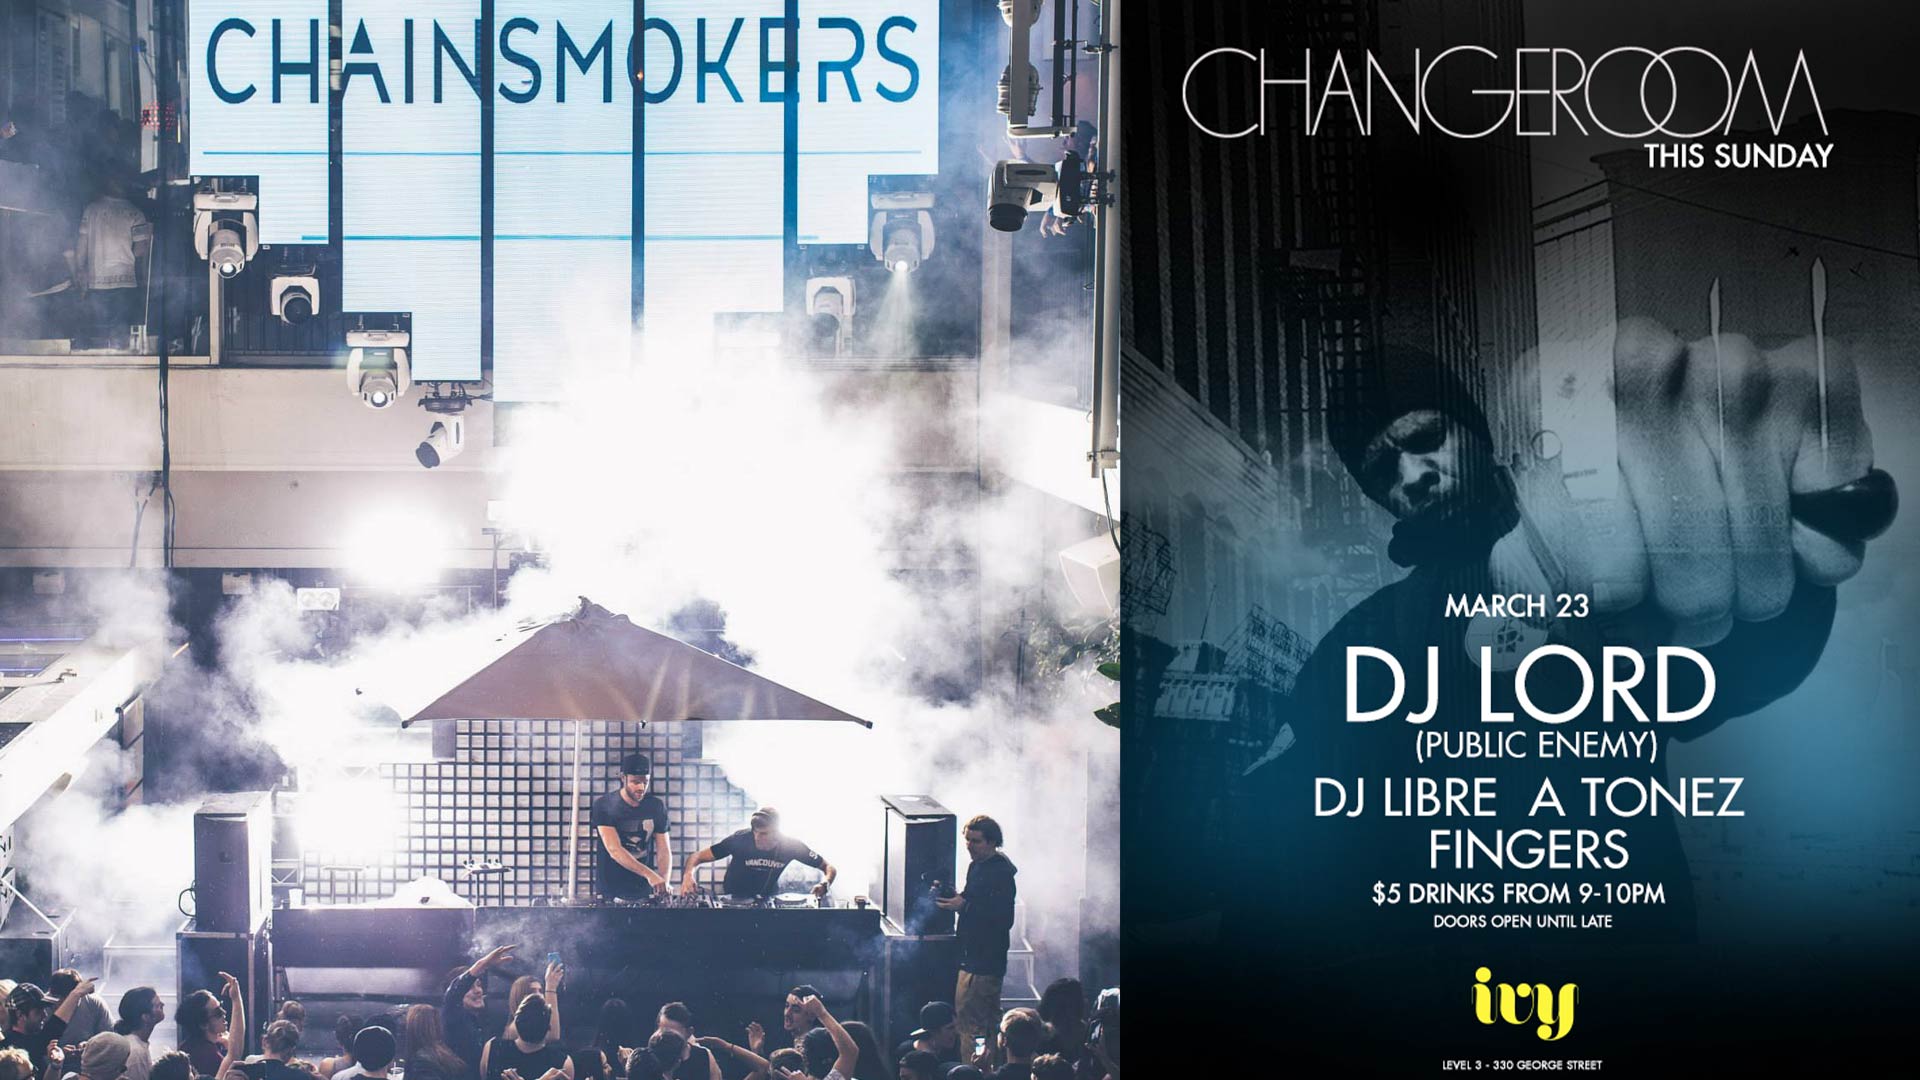 CHAINSMOKERS
VANCOUVER
CHANGEROOM
THIS SUNDAY
MARCH 23
DJ LORD
(PUBLIC ENEMY)
DJ LIBRE A TONEZ
FINGERS
$5 DRINKS FROM 9-10PM
DOORS OPEN UNTIL LATE
ivy
LEVEL 3 - 330 GEORGE STREET